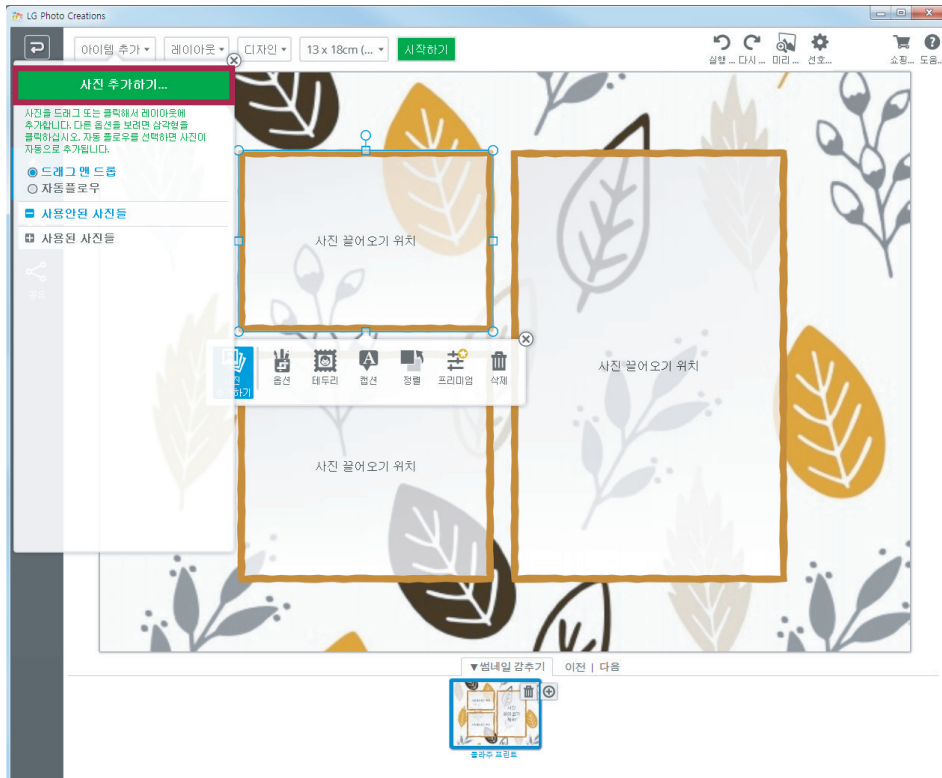 LG Photo Creations
아이템 추가 레이아웃 디자인 13 x 18cm (... 시작하기
실행 ... 다시 ... 미리 ... 선호... 쇼핑... 도움...
사진 추가하기...
사진을 드래그 또는 클릭해서 레이아웃에
추가합니다. 다른 옵션을 보려면 삼각형을
클릭하십시오. 자동 플로우를 선택하면 사진이
자동으로 추가됩니다.
드래그 앤 드롭
자동플로우
사용안된 사진들
사용된 사진들
공유
사진 끌어오기 위치
사진 끌어오기 위치
옵션 테두리 캡션 정렬 프리미엄 삭제
사진 끌어오기 위치
▼썸네일 감추기 이전 | 다음
콜라주 프린트